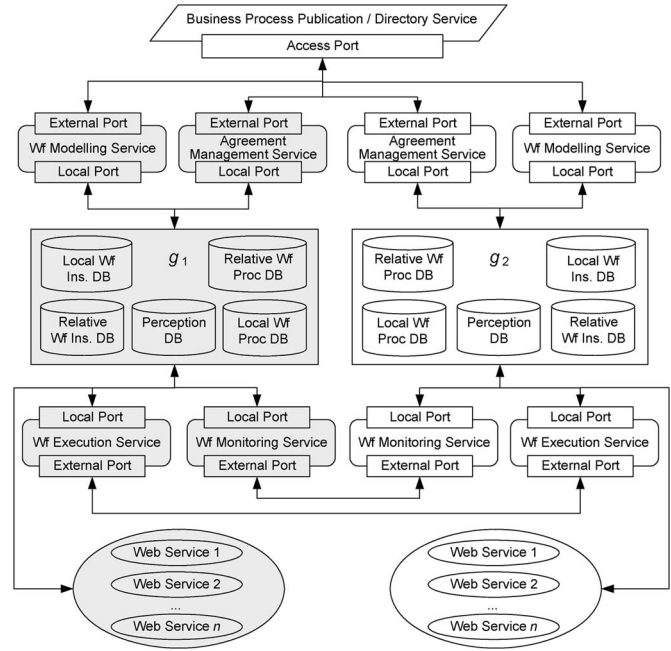 Business Process Publication / Directory Service
Access Port
External Port
External Port
External Port
External Port
Wf Modelling Service
Agreement
Management Service
Agreement
Management Service
Wf Modelling Service
Local Port
Local Port
Local Port
Local Port
Local Wf
Ins. DB
g1
Relative Wf
Proc DB
Relative
Wf Ins. DB
Perception
DB
Local Wf
Proc DB
Relative Wf
Proc DB
g2
Local Wf
Ins. DB
Local Wf
Proc DB
Perception
DB
Relative
Wf Ins. DB
Local Port
Local Port
Local Port
Local Port
Wf Execution Service
Wf Monitoring Service
Wf Monitoring Service
Wf Execution Service
External Port
External Port
External Port
External Port
Web Service 1
Web Service 2
...
Web Service n
Web Service 1
Web Service 2
...
Web Service n